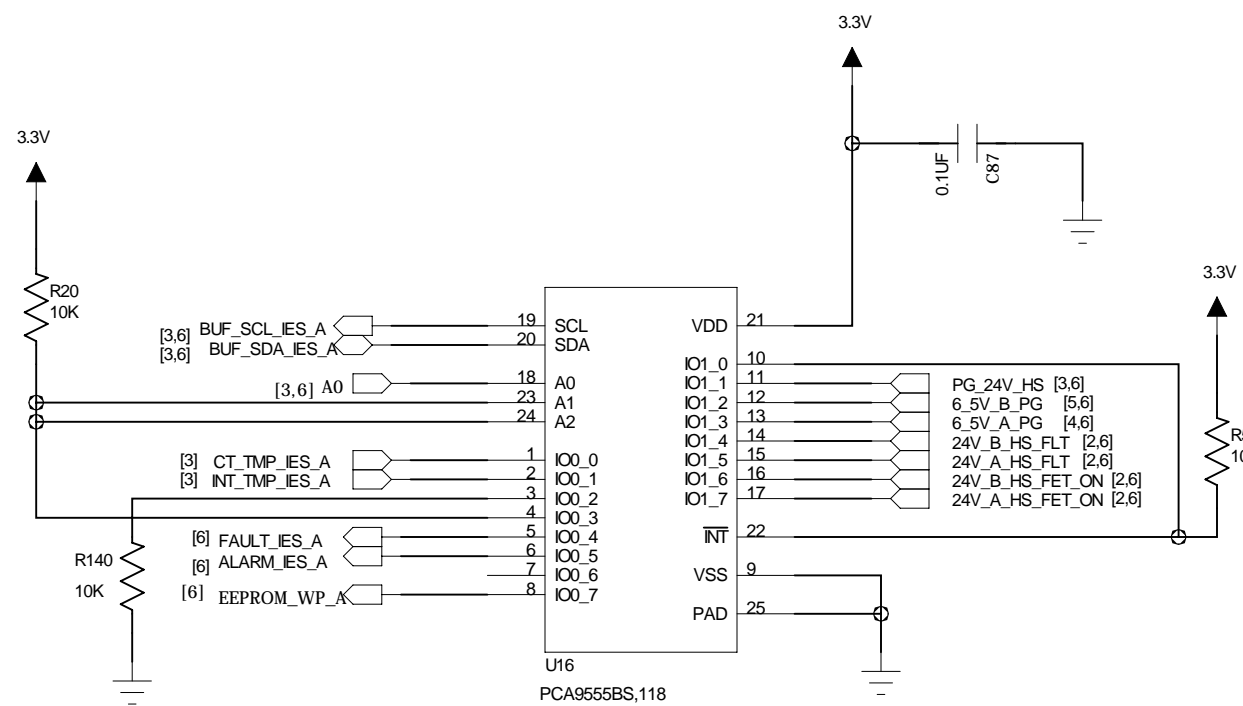 3.3V
3.3V
0.1UF
C87
3.3V
R20
10K
[3,6] BUF_SCL_IES_A
[3,6] BUF_SDA_IES_A
[3,6] A0
[3] CT_TMP_IES_A
[3] INT_TMP_IES_A
[6] FAULT_IES_A
[6] ALARM_IES_A
[6] EEPROM_WP_A
R140
10K
19 SCL
20 SDA
18 A0
23 A1
24 A2
1 IO0_0
2 IO0_1
3 IO0_2
4 IO0_3
5 IO0_4
6 IO0_5
7 IO0_6
8 IO0_7
VDD 21
IO1_0 10
IO1_1 11
IO1_2 12
IO1_3 13
IO1_4 14
IO1_5 15
IO1_6 16
IO1_7 17
INT 22
VSS 9
PAD 25
PG_24V_HS [3,6]
6_5V_B_PG [5,6]
6_5V_A_PG [4,6]
24V_B_HS_FLT [2,6]
24V_A_HS_FLT [2,6]
24V_B_HS_FET_ON [2,6]
24V_A_HS_FET_ON [2,6]
U16
PCA9555BS,118